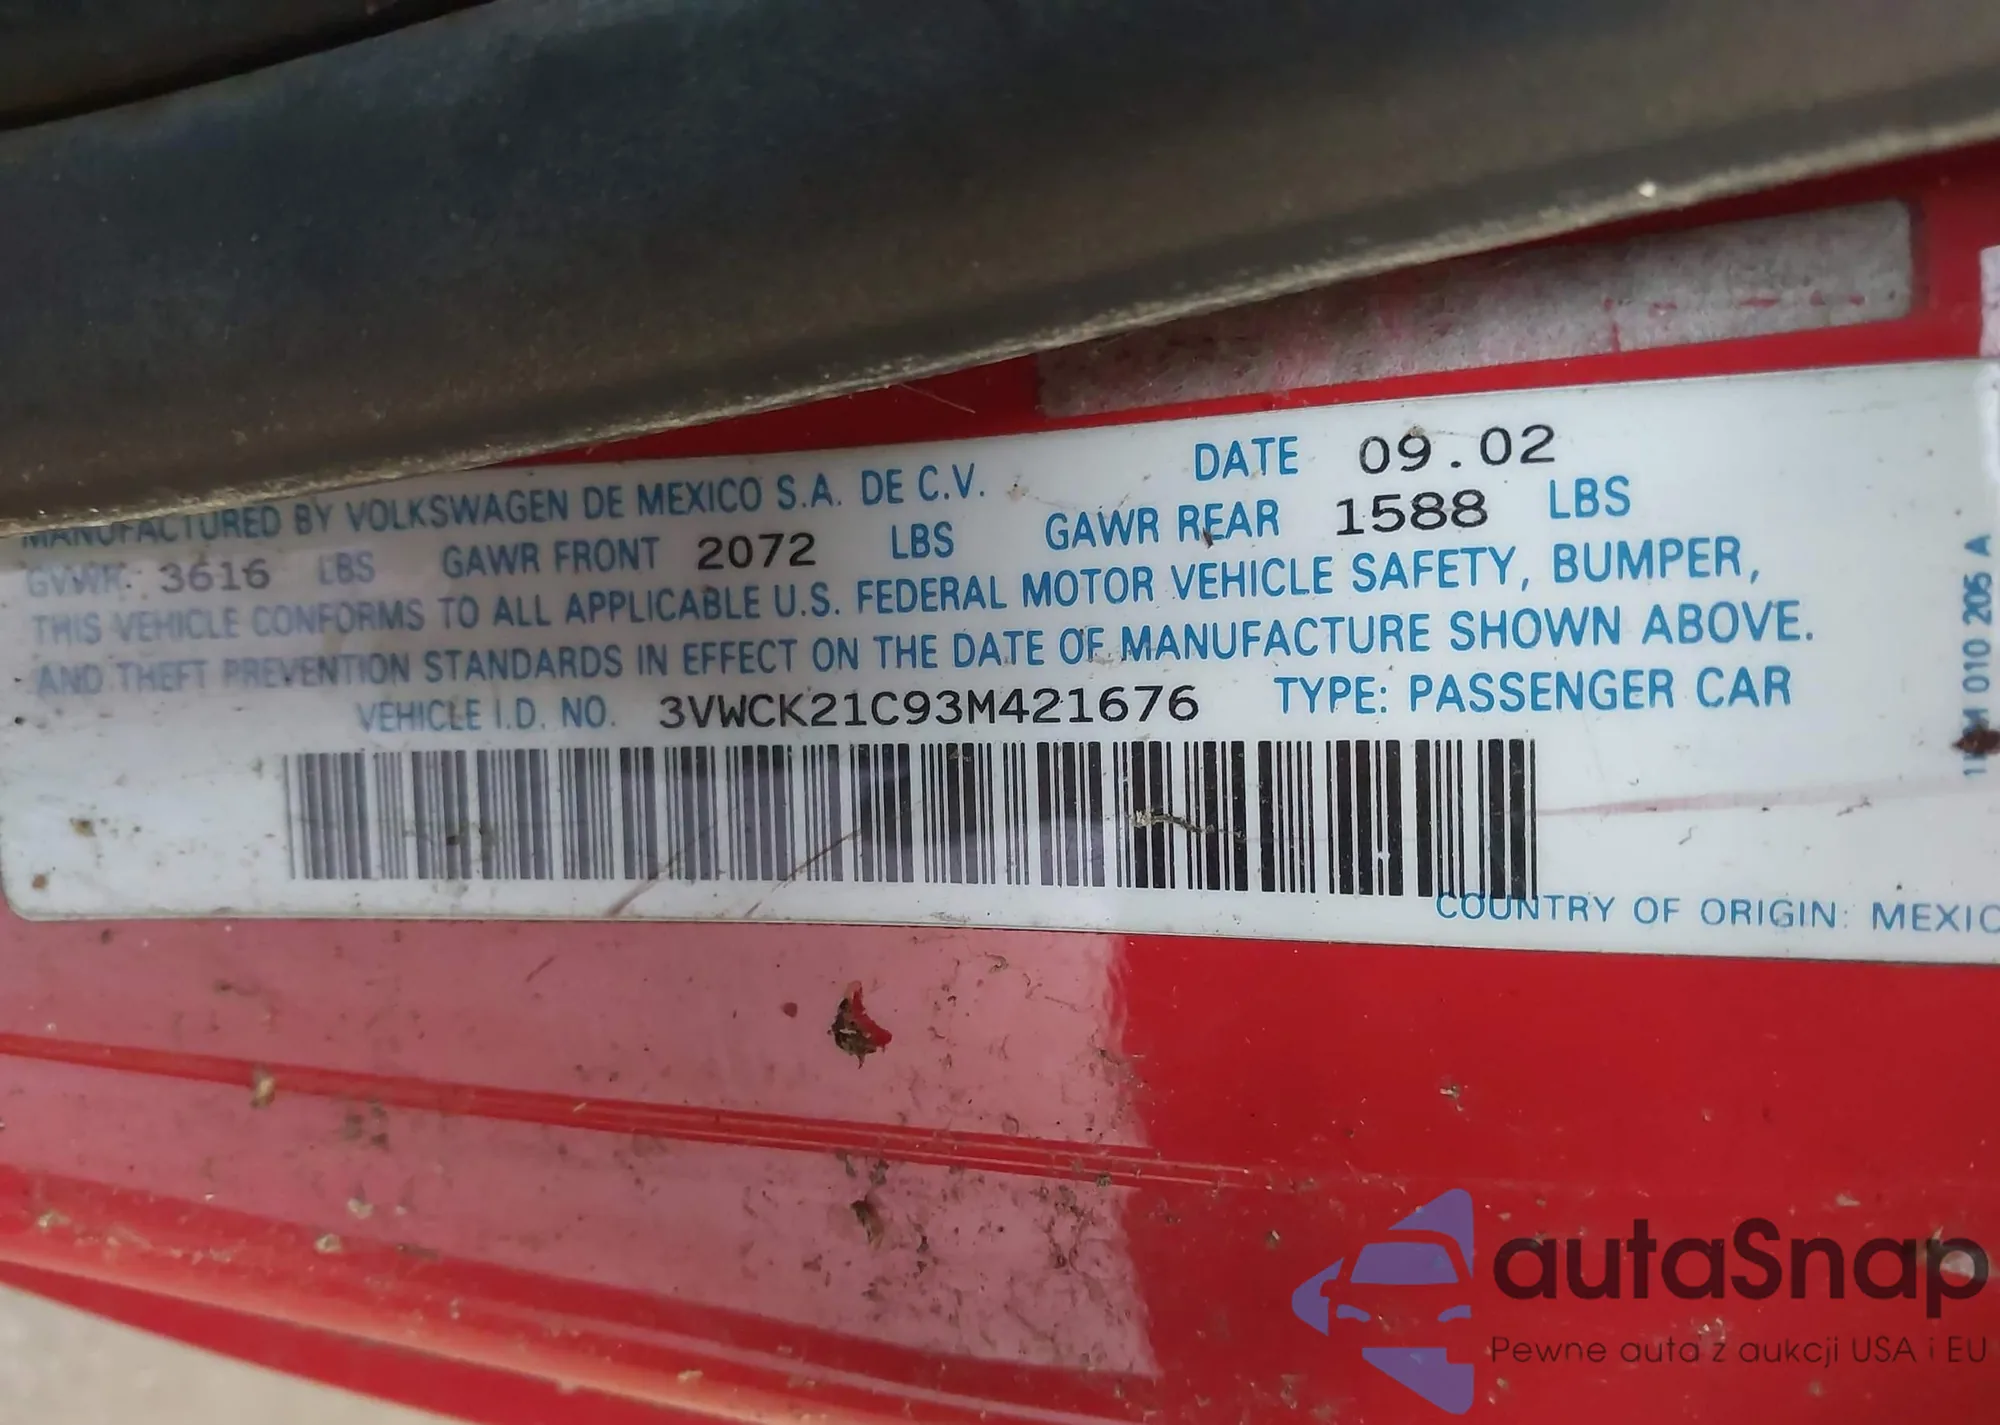 MANUFACTURED BY VOLKSWAGEN DE MEXICO S.A. DE C.V. DATE 09.02
GVWR. 3616 LBS GAWR FRONT 2072 LBS GAWR REAR 1588 LBS
THIS VEHICLE CONFORMS TO ALL APPLICABLE U.S. FEDERAL MOTOR VEHICLE SAFETY, BUMPER,
AND THEFT PREVENTION STANDARDS IN EFFECT ON THE DATE OF MANUFACTURE SHOWN ABOVE.
VEHICLE I.D. NO. 3VWCK21C93M421676 TYPE: PASSENGER CAR
COUNTRY OF ORIGIN: MEXIC
010 205 A
autaSnap
Pewne auta z aukcji USA i EU